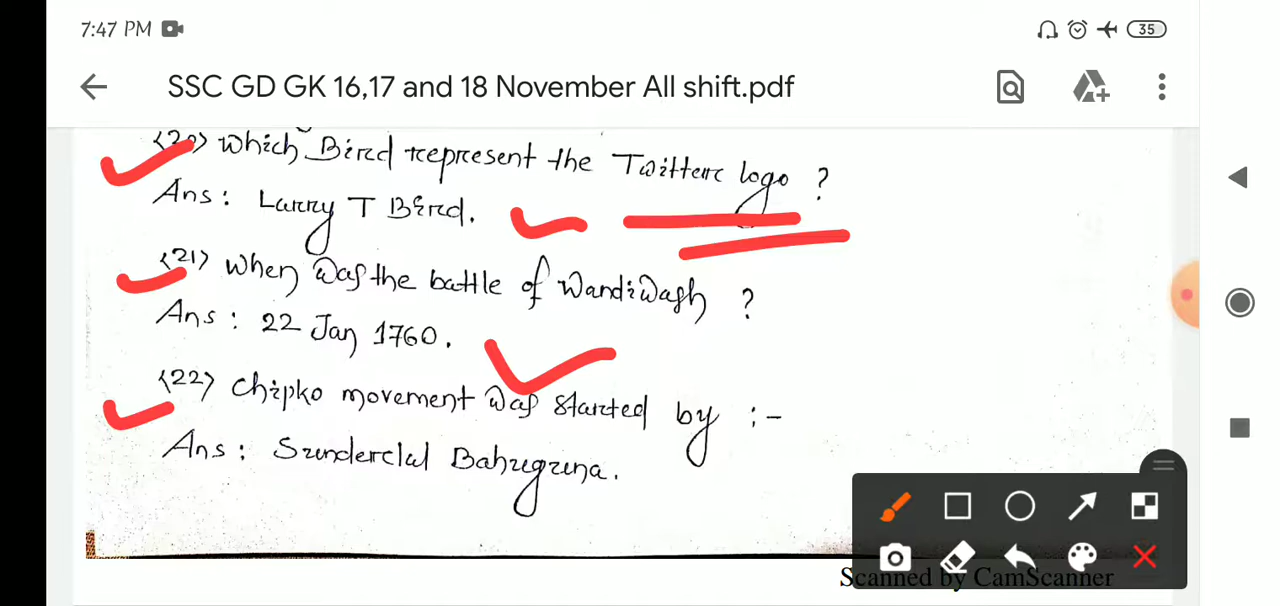 7:47 PM
35
SSC GD GK 16,17 and 18 November All shift.pdf
<20> Which Bird represent the Twitter logo ?
Ans : Larry T Bird.
<21> When was the battle of Wandiwash ?
Ans : 22 Jan 1760.
<22> Chipko movement was started by :-
Ans : Sunderlal Bahuguna.
Scanned by CamScanner